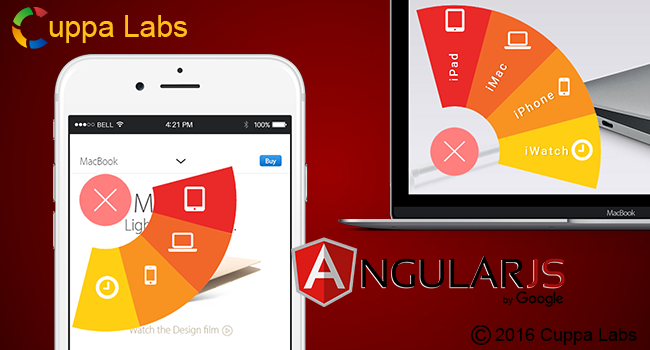 Cuppa Labs
BELL
4:21 PM
100%
MacBook
Buy
M
Ligh
Watch the Design film
iPad
iMac
iPhone
iWatch
MacBook
ANGULARJS
by Google
© 2016 Cuppa Labs